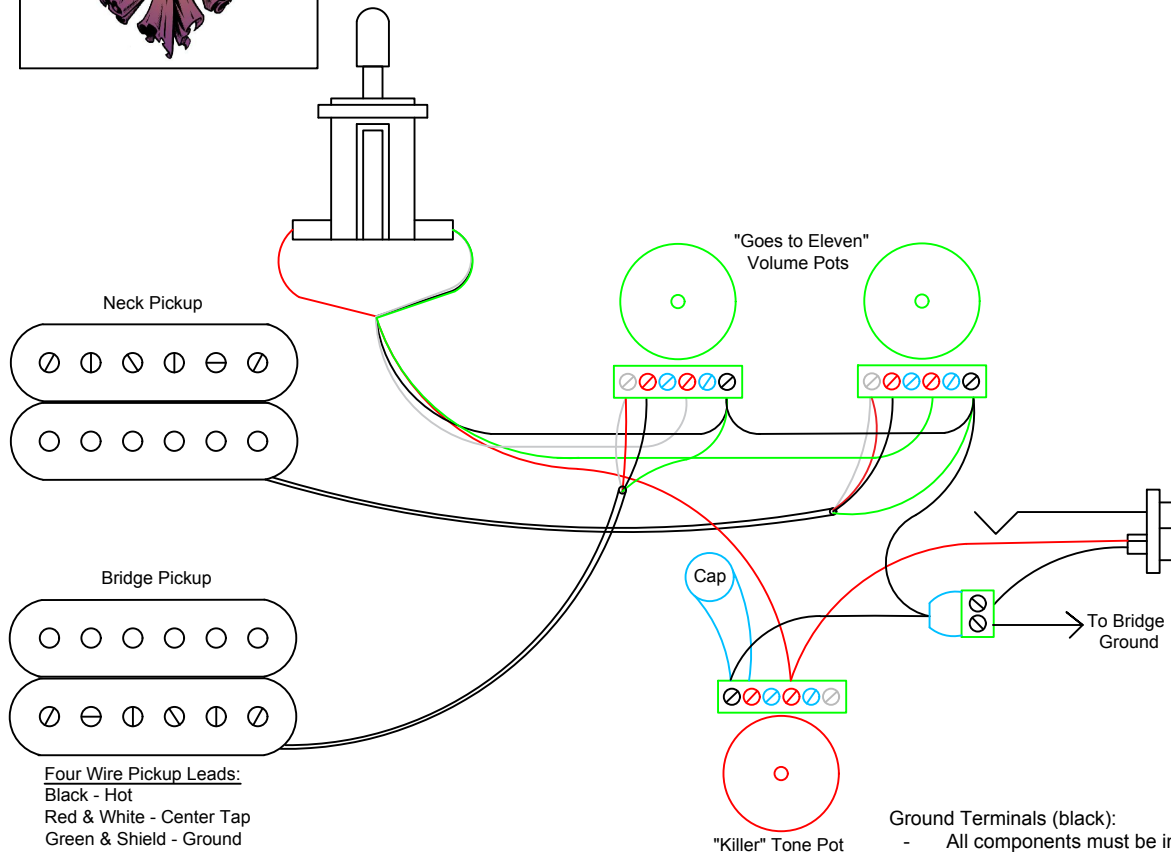 "Goes to Eleven"
Volume Pots
Neck Pickup
Bridge Pickup
Cap
To Bridge
Ground
Four Wire Pickup Leads:
Black - Hot
Red & White - Center Tap
Green & Shield - Ground
"Killer" Tone Pot
Ground Terminals (black):
- All components must be